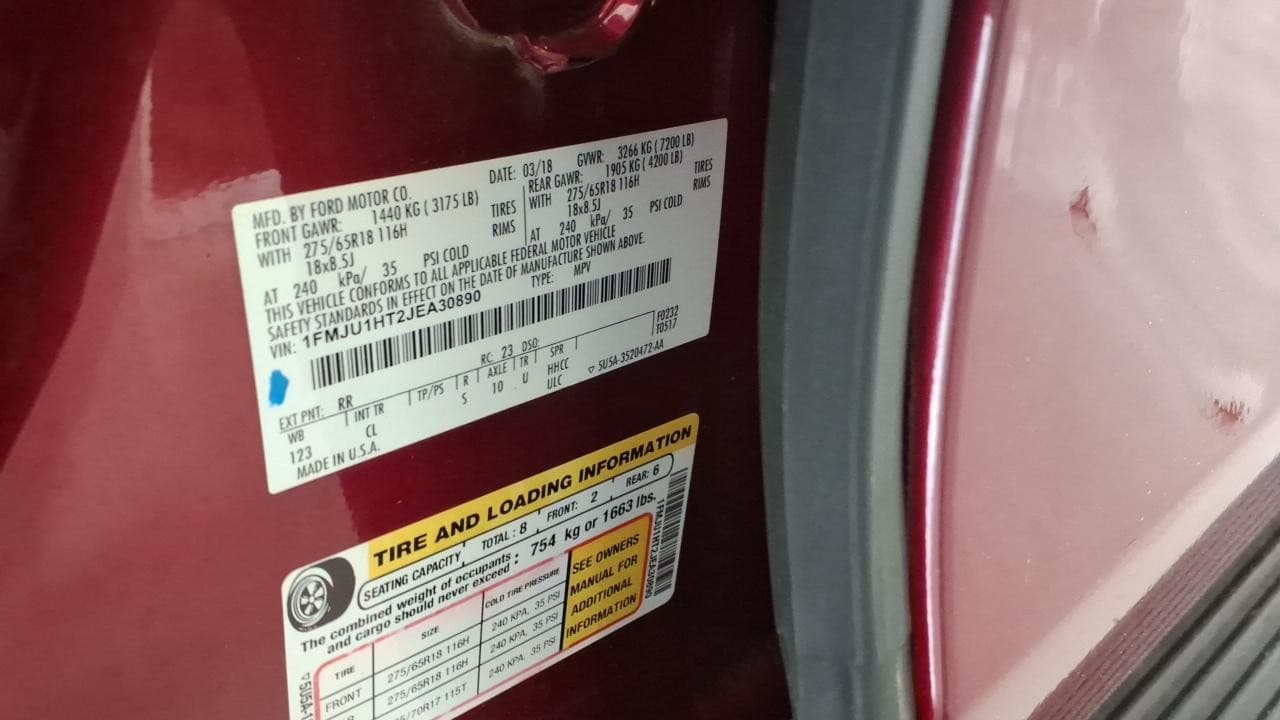 MFD. BY FORD MOTOR CO.
DATE: 03/18 GVWR: 3266 KG ( 7200 LB)
FRONT GAWR: 1440 KG ( 3175 LB) REAR GAWR: 1905 KG ( 4200 LB)
WITH 275/65R18 116H TIRES WITH 275/65R18 116H TIRES
18x8.5J RIMS 18x8.5J RIMS
AT 240 kPa/ 35 PSI COLD AT 240 kPa/ 35 PSI COLD
THIS VEHICLE CONFORMS TO ALL APPLICABLE FEDERAL MOTOR VEHICLE
SAFETY STANDARDS IN EFFECT ON THE DATE OF MANUFACTURE SHOWN ABOVE.
VIN: 1FMJU1HT2JEA30890 TYPE: MPV
F0232
T0517
EXT PNT: RR RC: 23 DSO:
WB INT TR TP/PS R AXLE TR SPR
123 CL S 10 U HHCC
ULC
5U5A-3520472-AA
MADE IN U.S.A.
TIRE AND LOADING INFORMATION
SEATING CAPACITY TOTAL: 8 FRONT: 2 REAR: 6
The combined weight of occupants and cargo should never exceed : 754 kg or 1663 lbs.
TIRE SIZE COLD TIRE PRESSURE
FRONT 275/65R18 116H 240 KPA, 35 PSI
275/65R18 116H 240 KPA, 35 PSI
/70R17 115T 240 KPA, 35 PSI
SEE OWNERS
MANUAL FOR
ADDITIONAL
INFORMATION
1FMJU1HT2JEA30890